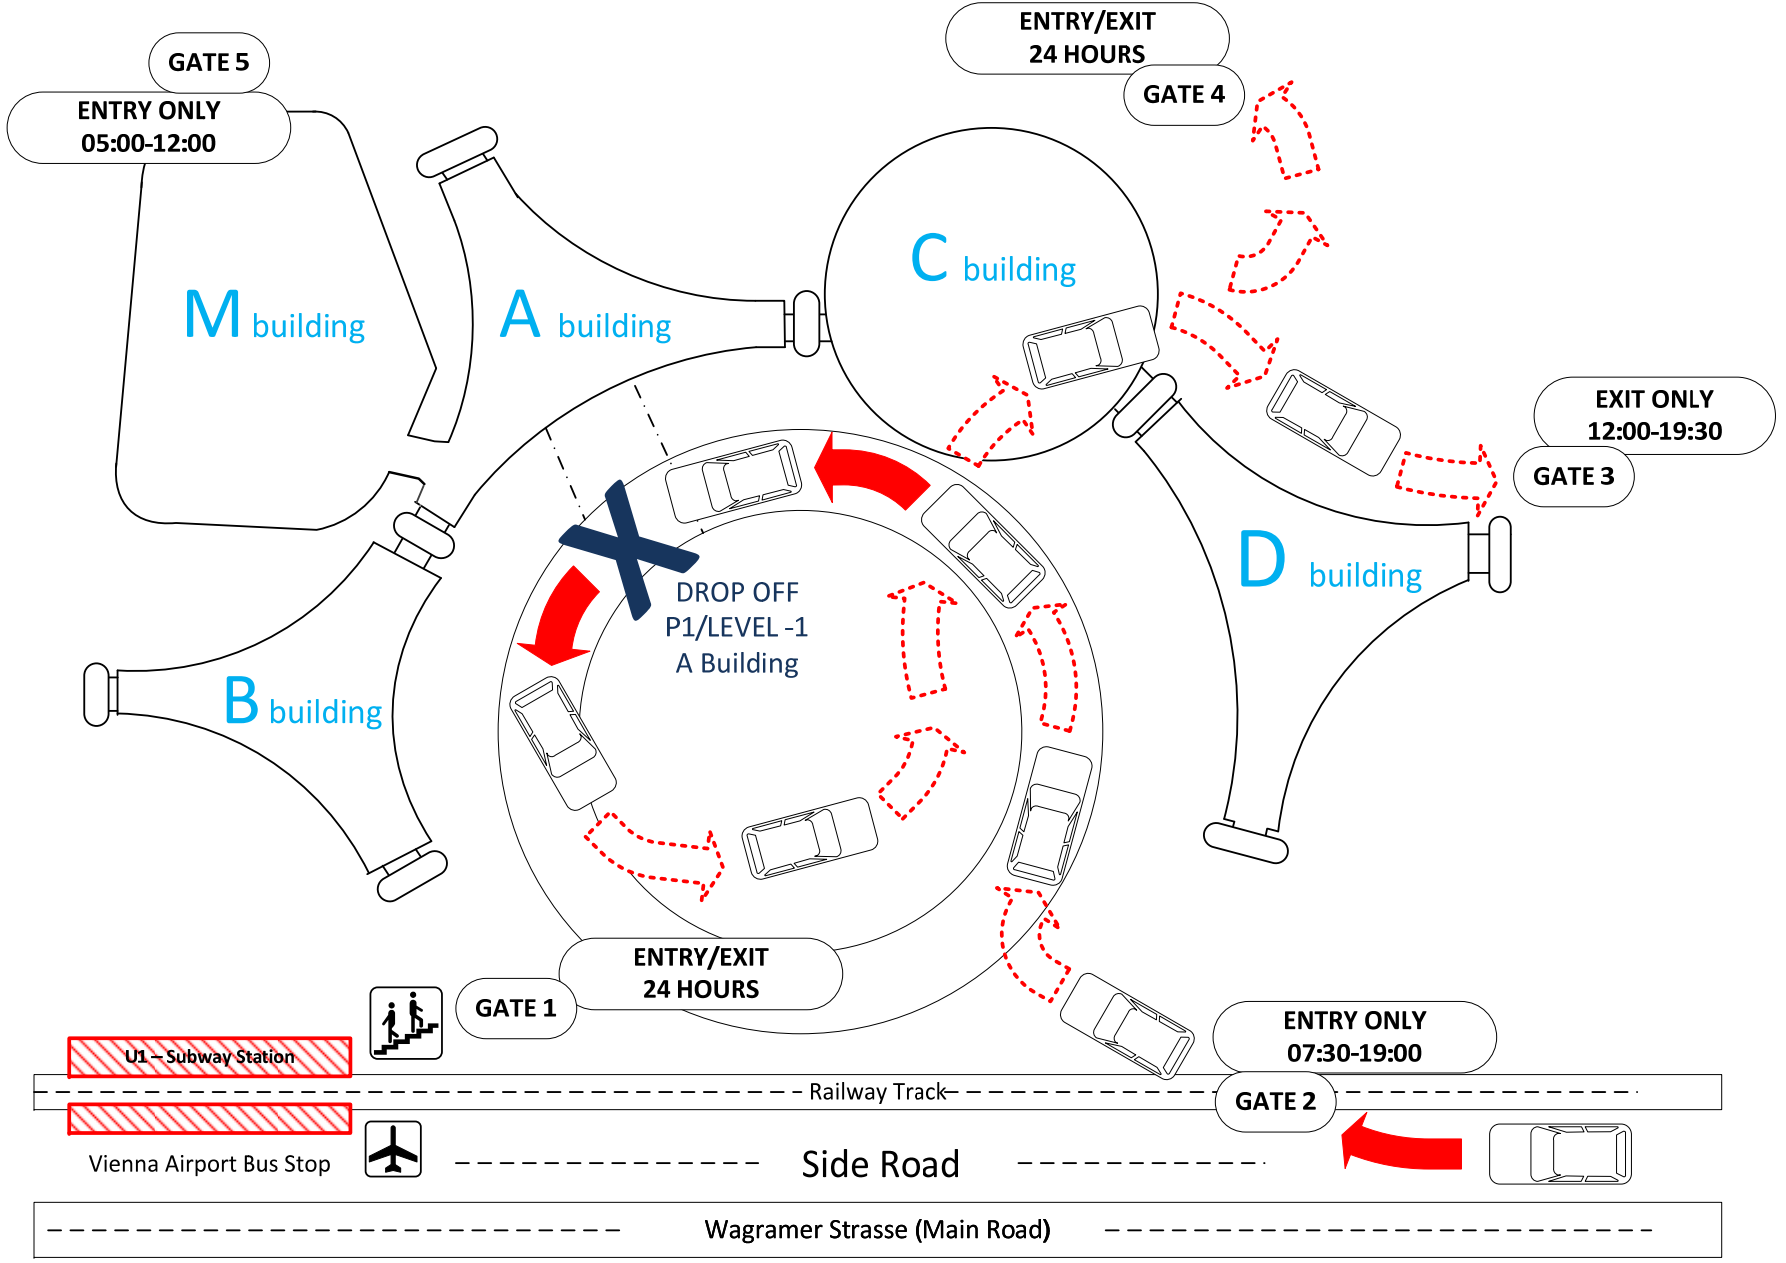 ENTRY/EXIT
24 HOURS
GATE 4
GATE 5
ENTRY ONLY
05:00-12:00
C building
M building
A building
EXIT ONLY
12:00-19:30
GATE 3
D building
DROP OFF
P1/LEVEL -1
A Building
B building
ENTRY/EXIT
24 HOURS
GATE 1
ENTRY ONLY
07:30-19:00
GATE 2
U1 – Subway Station
Railway Track
Vienna Airport Bus Stop
Side Road
Wagramer Strasse (Main Road)